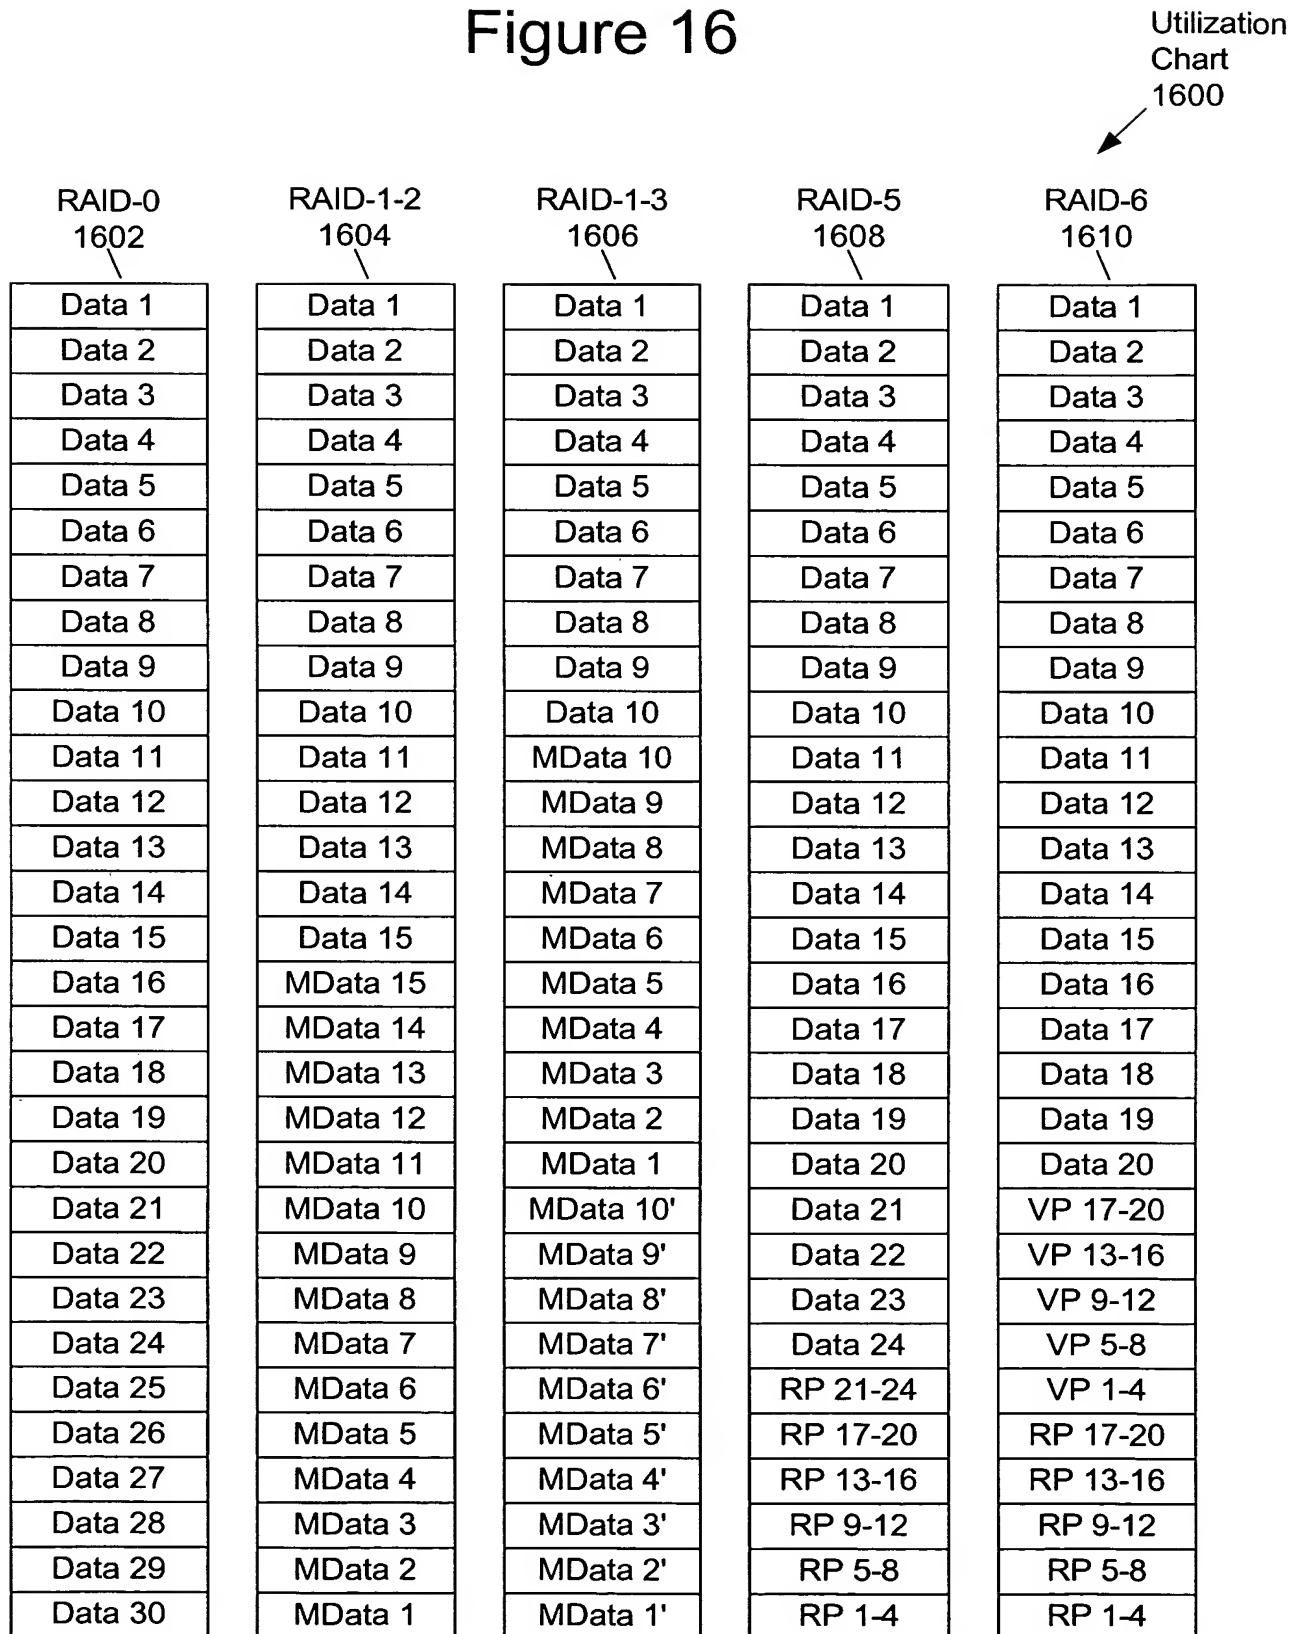 Figure 16
Utilization
Chart
1600
RAID-0 RAID-1-2 RAID-1-3 RAID-5 RAID-6
1602 1604 1606 1608 1610
Data 1 Data 1 Data 1 Data 1 Data 1
Data 2 Data 2 Data 2 Data 2 Data 2
Data 3 Data 3 Data 3 Data 3 Data 3
Data 4 Data 4 Data 4 Data 4 Data 4
Data 5 Data 5 Data 5 Data 5 Data 5
Data 6 Data 6 Data 6 Data 6 Data 6
Data 7 Data 7 Data 7 Data 7 Data 7
Data 8 Data 8 Data 8 Data 8 Data 8
Data 9 Data 9 Data 9 Data 9 Data 9
Data 10 Data 10 Data 10 Data 10 Data 10
Data 11 Data 11 MData 10 Data 11 Data 11
Data 12 Data 12 MData 9 Data 12 Data 12
Data 13 Data 13 MData 8 Data 13 Data 13
Data 14 Data 14 MData 7 Data 14 Data 14
Data 15 Data 15 MData 6 Data 15 Data 15
Data 16 MData 15 MData 5 Data 16 Data 16
Data 17 MData 14 MData 4 Data 17 Data 17
Data 18 MData 13 MData 3 Data 18 Data 18
Data 19 MData 12 MData 2 Data 19 Data 19
Data 20 MData 11 MData 1 Data 20 Data 20
Data 21 MData 10 MData 10' Data 21 VP 17-20
Data 22 MData 9 MData 9' Data 22 VP 13-16
Data 23 MData 8 MData 8' Data 23 VP 9-12
Data 24 MData 7 MData 7' Data 24 VP 5-8
Data 25 MData 6 MData 6' RP 21-24 VP 1-4
Data 26 MData 5 MData 5' RP 17-20 RP 17-20
Data 27 MData 4 MData 4' RP 13-16 RP 13-16
Data 28 MData 3 MData 3' RP 9-12 RP 9-12
Data 29 MData 2 MData 2' RP 5-8 RP 5-8
Data 30 MData 1 MData 1' RP 1-4 RP 1-4